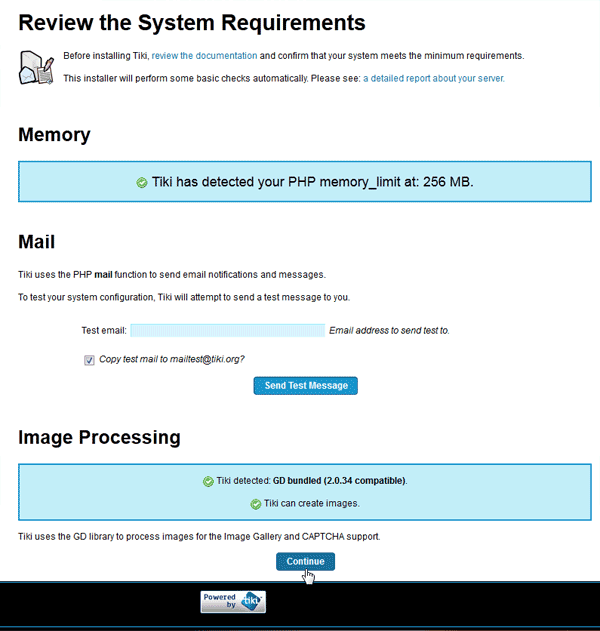 Review the System Requirements
Before installing Tiki, review the documentation and confirm that your system meets the minimum requirements.
This installer will perform some basic checks automatically. Please see: a detailed report about your server.
Memory
Tiki has detected your PHP memory_limit at: 256 MB.
Mail
Tiki uses the PHP mail function to send email notifications and messages.
To test your system configuration, Tiki will attempt to send a test message to you.
Test email: Email address to send test to.
Copy test mail to mailtest@tiki.org?
Send Test Message
Image Processing
Tiki detected: GD bundled (2.0.34 compatible).
Tiki can create images.
Tiki uses the GD library to process images for the Image Gallery and CAPTCHA support.
Continue
Powered
by tiki